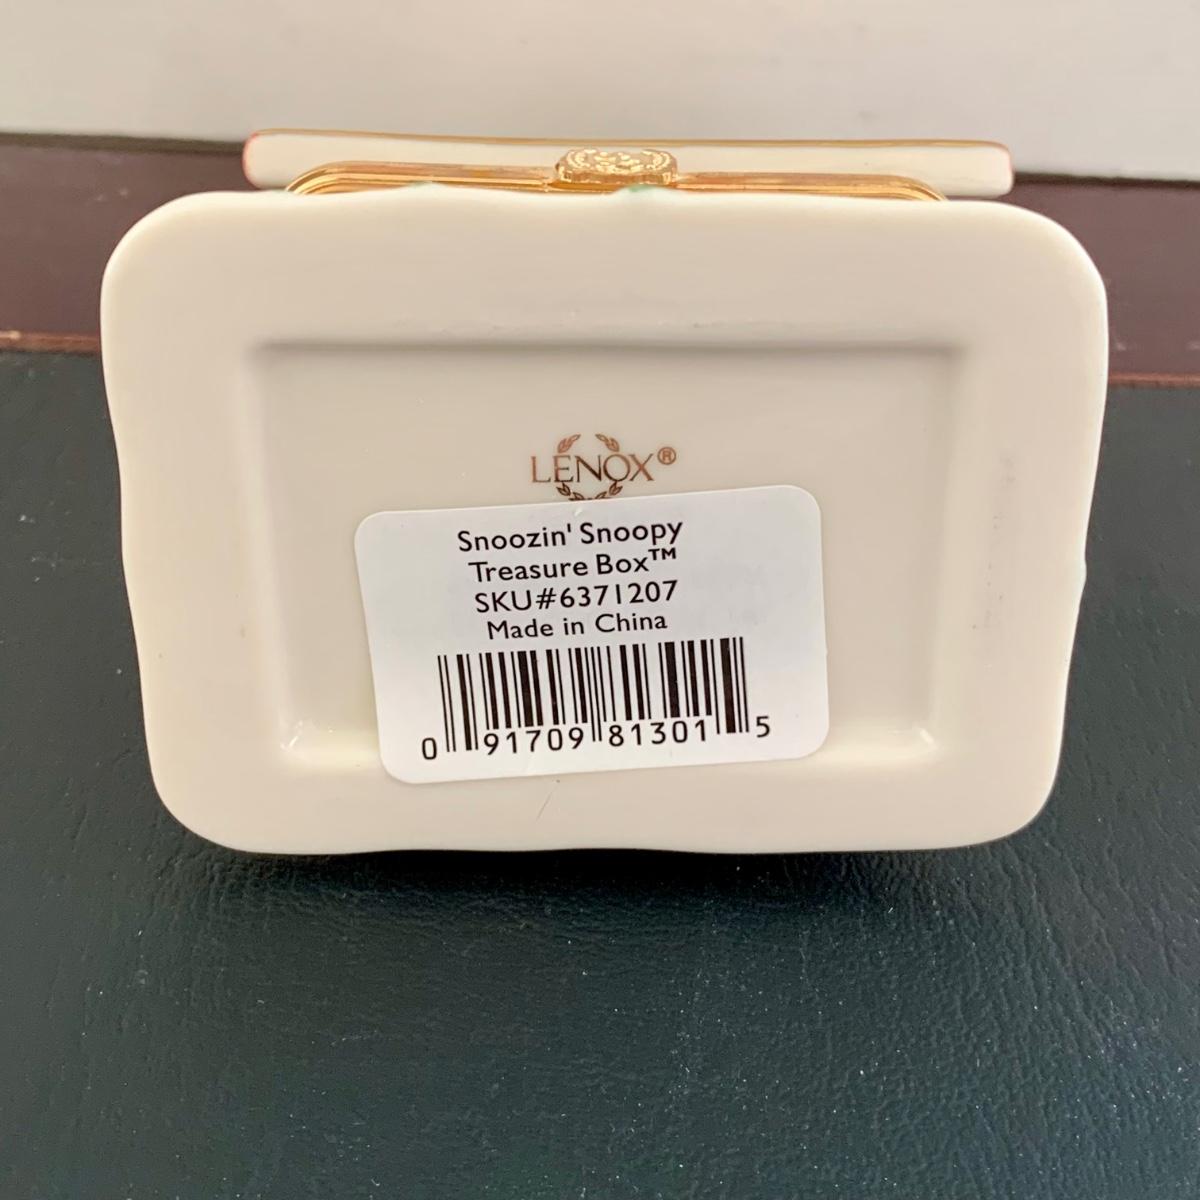 LENOX®
Snoozin' Snoopy
Treasure Box™
SKU#6371207
Made in China
0 91709 81301 5